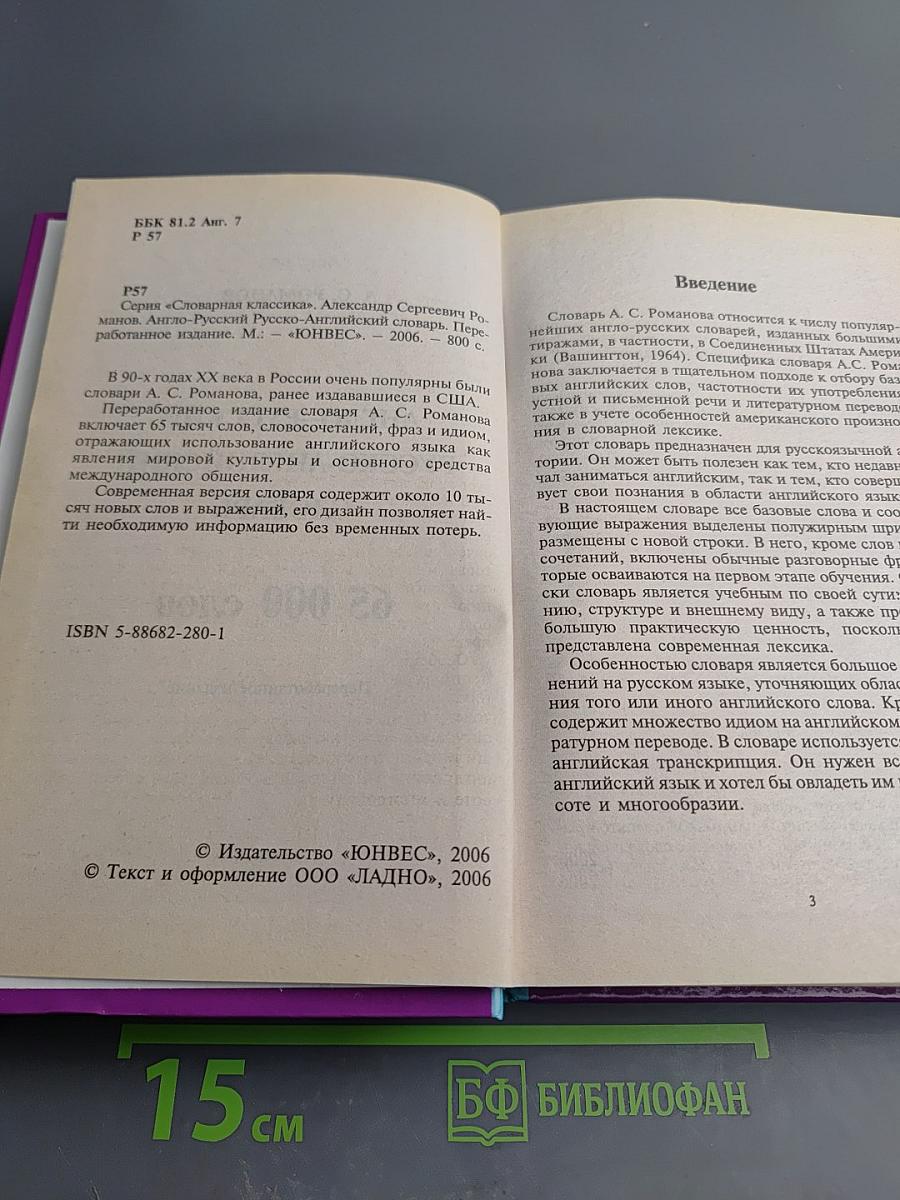 ББК 81.2 Анг. 7
Р 57
Р57
Серия «Словарная классика». Александр Сергеевич Ро-
манов. Англо-Русский Русско-Английский словарь. Пере-
работанное издание. М.: — «ЮНВЕС». — 2006. — 800 с.
В 90-х годах XX века в России очень популярны были
словари А. С. Романова, ранее издававшиеся в США.
Переработанное издание словаря А. С. Романова
включает 65 тысяч слов, словосочетаний, фраз и идиом,
отражающих использование английского языка как
явления мировой культуры и основного средства
международного общения.
Современная версия словаря содержит около 10 ты-
сяч новых слов и выражений, его дизайн позволяет най-
ти необходимую информацию без временных потерь.
ISBN 5-88682-280-1
© Издательство «ЮНВЕС», 2006
© Текст и оформление ООО «ЛАДНО», 2006
Введение
Словарь А. С. Романова относится к числу популяр-
нейших англо-русских словарей, изданных большими
тиражами, в частности, в Соединенных Штатах Амери
ки (Вашингтон, 1964). Специфика словаря А.С. Рома
нова заключается в тщательном подходе к отбору баз
вых английских слов, частотности их употребления
устной и письменной речи и литературном перевод
также в учете особенностей американского произно
ния в словарной лексике.
Этот словарь предназначен для русскоязычной а
тории. Он может быть полезен как тем, кто недавн
чал заниматься английским, так и тем, кто соверш
вует свои познания в области английского язык
В настоящем словаре все базовые слова и соо
вующие выражения выделены полужирным шри
размещены с новой строки. В него, кроме слов
сочетаний, включены обычные разговорные фр
торые осваиваются на первом этапе обучения.
ски словарь является учебным по своей сути:
нию, структуре и внешнему виду, а также пр
большую практическую ценность, поскол
представлена современная лексика.
Особенностью словаря является большое
нений на русском языке, уточняющих облас
ния того или иного английского слова. Кр
содержит множество идиом на английском
ратурном переводе. В словаре используетс
английская транскрипция. Он нужен вс
английский язык и хотел бы овладеть им
соте и многообразии.
3
15 см
БФ БИБЛИОФАН